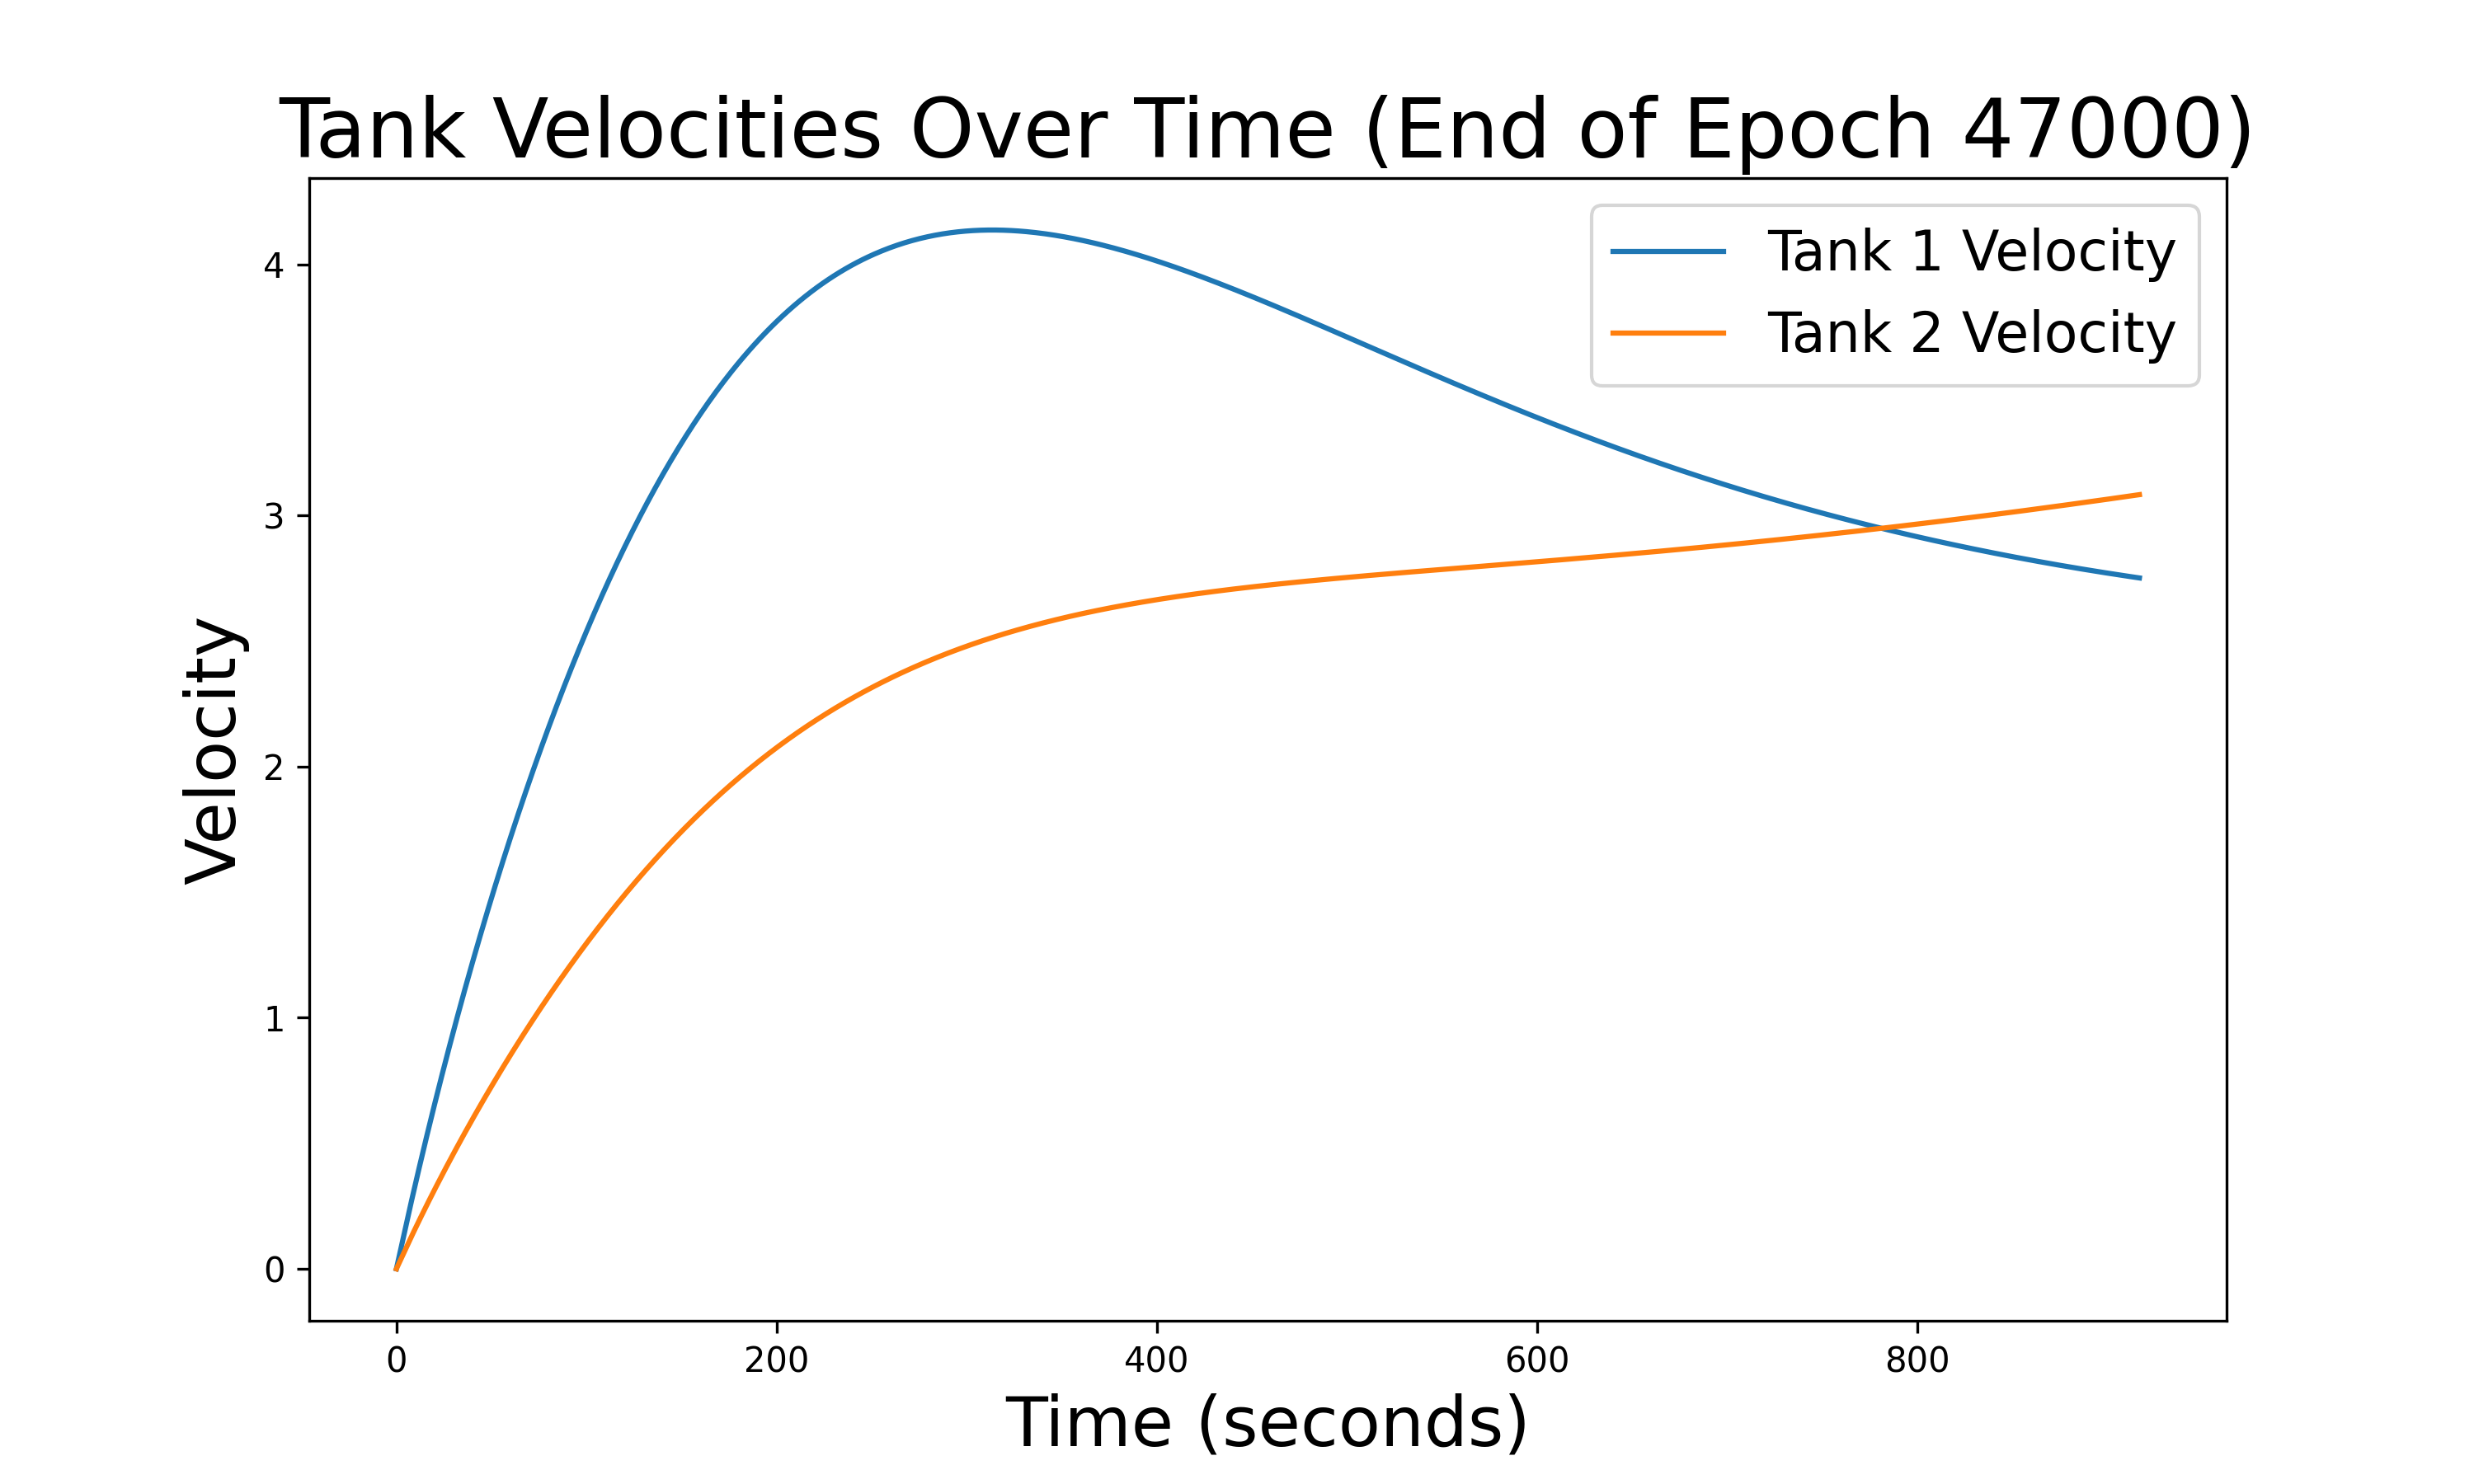 Tank Velocities Over Time (End of Epoch 47000)
Tank 1 Velocity
Tank 2 Velocity
Velocity
4
3
2
1
0
0 200 400 600 800
Time (seconds)